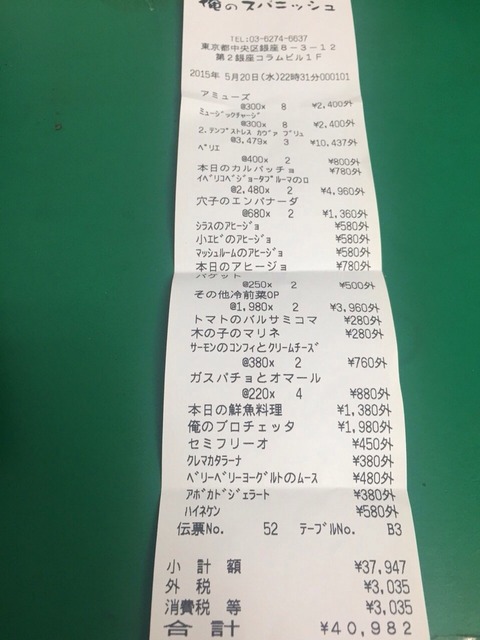 俺のスパニッシュ
TEL:03-6274-6637
東京都中央区銀座8-3-12
第2銀座コラムビル1F
2015年 5月20日(水)22時31分000101
アミューズ
@300× 8 ¥2,400外
ミュージックチャージ
@300× 8 ¥2,400外
2.テンプストレス カヴァ ブリュ
@3,479× 3 ¥10,437外
ペリエ
@400× 2 ¥800外
本日のカルパッチョ ¥780外
イベリコベジョータプルーマのロ
@2,480× 2 ¥4,960外
穴子のエンパナーダ
@680× 2 ¥1,360外
シラスのアヒージョ ¥580外
小エビのアヒージョ ¥580外
マッシュルームのアヒージョ ¥580外
本日のアヒージョ ¥780外
バケット
@250× 2 ¥500外
その他冷前菜OP
@1,980× 2 ¥3,960外
トマトのバルサミコマ ¥280外
木の子のマリネ ¥280外
サーモンのコンフィとクリームチーズ
@380× 2 ¥760外
ガスパチョとオマール
@220× 4 ¥880外
本日の鮮魚料理 ¥1,380外
俺のブロチェッタ ¥1,980外
セミフリーオ ¥450外
クレマカタラーナ ¥380外
ベリーベリーヨーグルトのムース ¥480外
アボカドジェラート ¥380外
ハイネケン ¥580外
伝票No. 52 テーブルNo. B3
小計額 ¥37,947
外税 ¥3,035
消費税等 ¥3,035
合計 ¥40,982